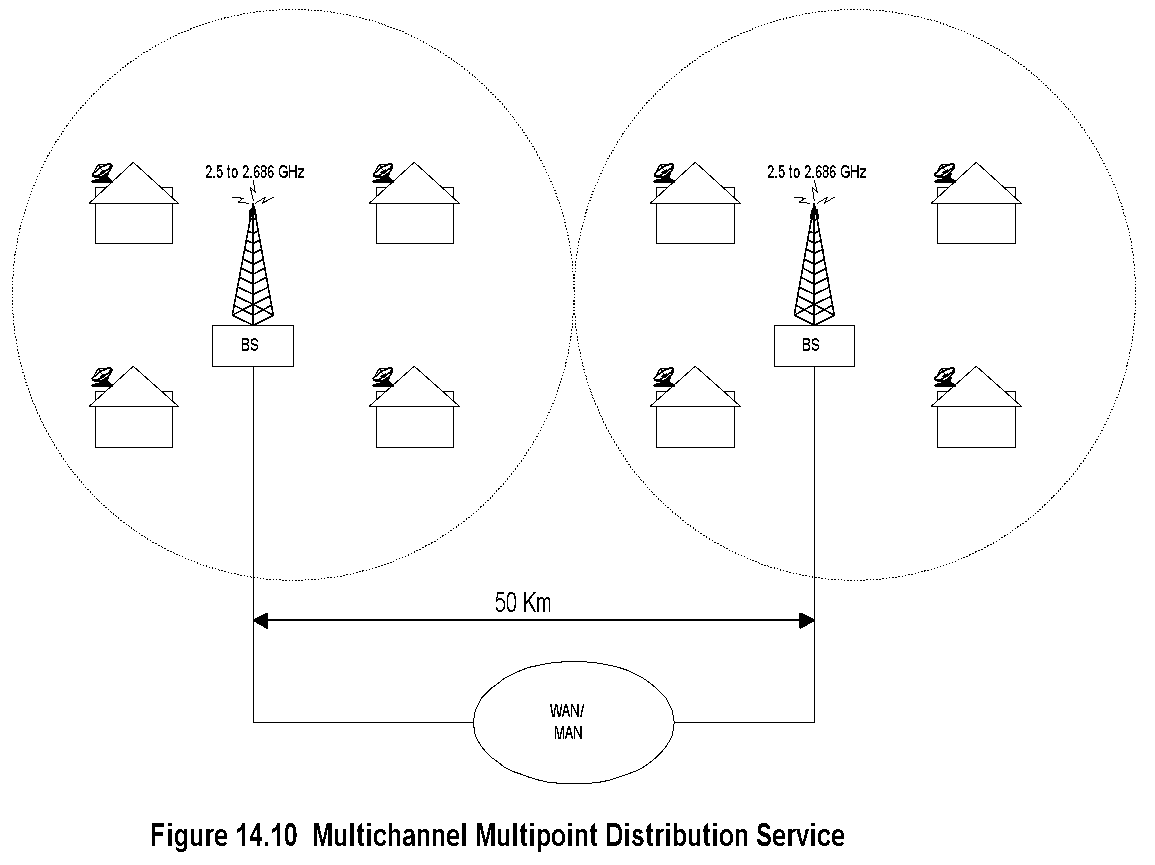 2.5 to 2.686 GHz
2.5 to 2.686 GHz
BS
BS
50 Km
WAN/
MAN
Figure 14.10 Multichannel Multipoint Distribution Service